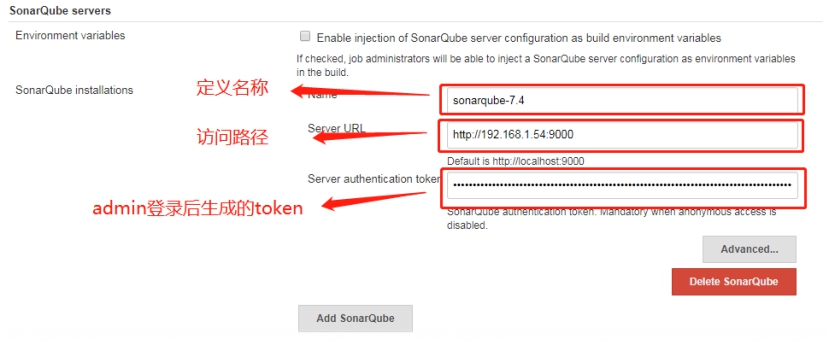 SonarQube servers
Environment variables
Enable injection of SonarQube server configuration as build environment variables
If checked, job administrators will be able to inject a SonarQube server configuration as environment variables
in the build.
SonarQube installations
定义名称
Name
sonarqube-7.4
访问路径
Server URL
http://192.168.1.54:9000
Default is http://localhost:9000
Server authentication token
admin登录后生成的token
SonarQube authentication token. Mandatory when anonymous access is
disabled.
Advanced...
Delete SonarQube
Add SonarQube